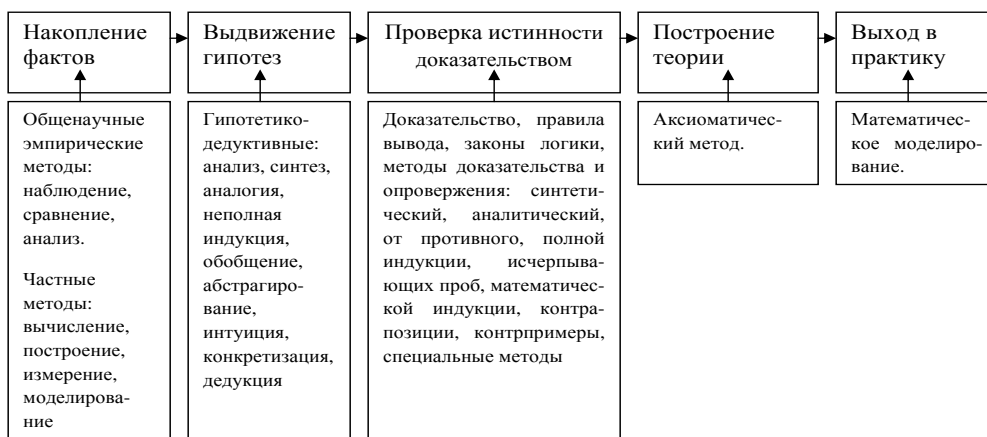 Накопление
фактов
Выдвижение
гипотез
Проверка истинности
доказательством
Построение
теории
Выход в
практику
Общенаучные
эмпирические
методы:
наблюдение,
сравнение,
анализ.
Частные
методы:
вычисление,
построение,
измерение,
моделирова-
ние
Гипотетико-
дедуктивные:
анализ, синтез,
аналогия,
неполная
индукция,
обобщение,
абстрагиро-
вание,
интуиция,
конкретизация,
дедукция
Доказательство, правила
вывода, законы логики,
методы доказательства и
опровержения: синтети-
ческий, аналитический,
от противного, полной
индукции, исчерпыва-
ющих проб, математичес-
кой индукции, контра-
позиции, контрпримеры,
специальные методы
Аксиоматиче-
ский метод.
Математичес-
кое моделиро-
вание.